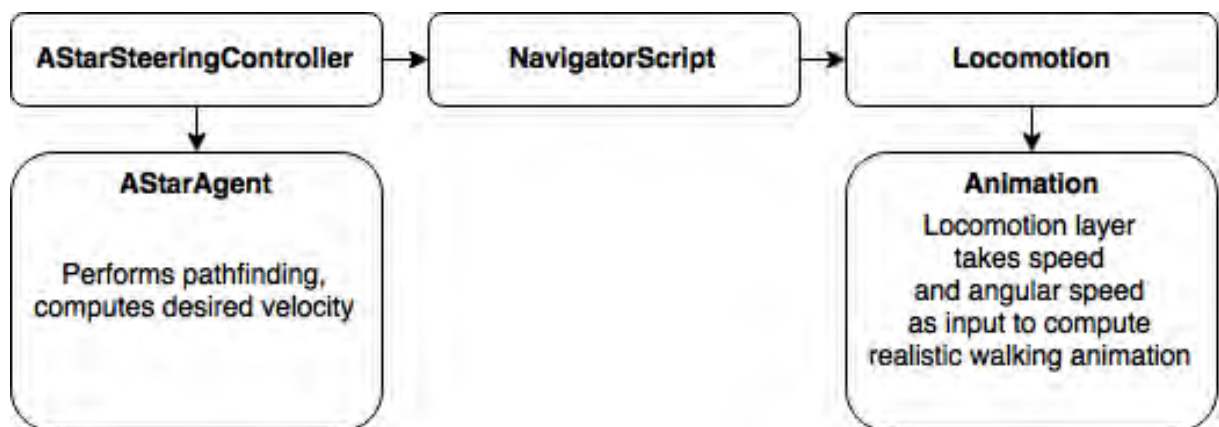 AStarSteeringController
NavigatorScript
Locomotion
AStarAgent
Performs pathfinding,
computes desired velocity
Animation
Locomotion layer
takes speed
and angular speed
as input to compute
realistic walking animation